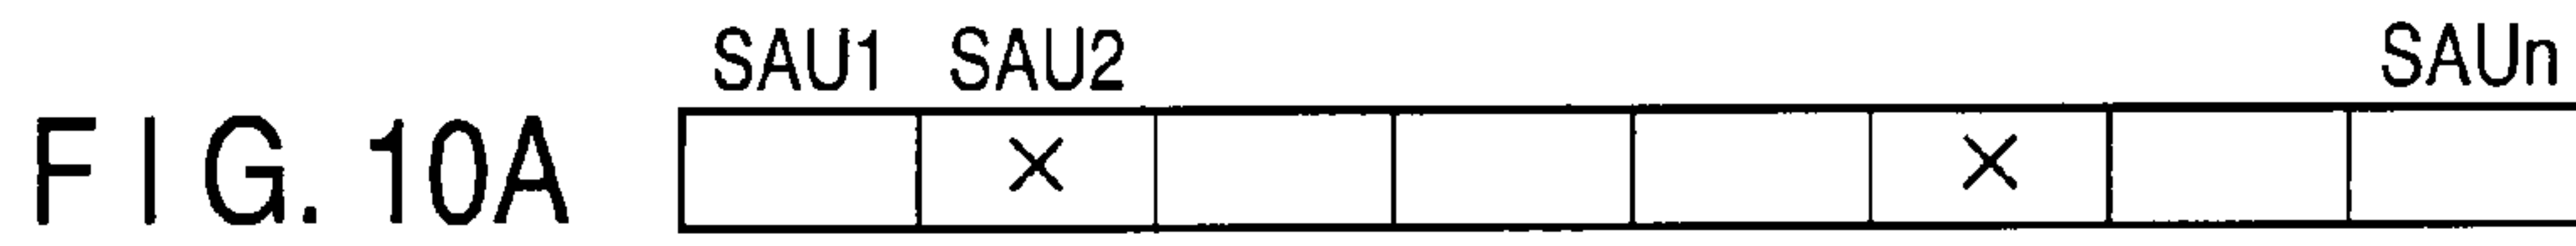 SAU1 SAU2 SAUn
FIG. 10A × ×